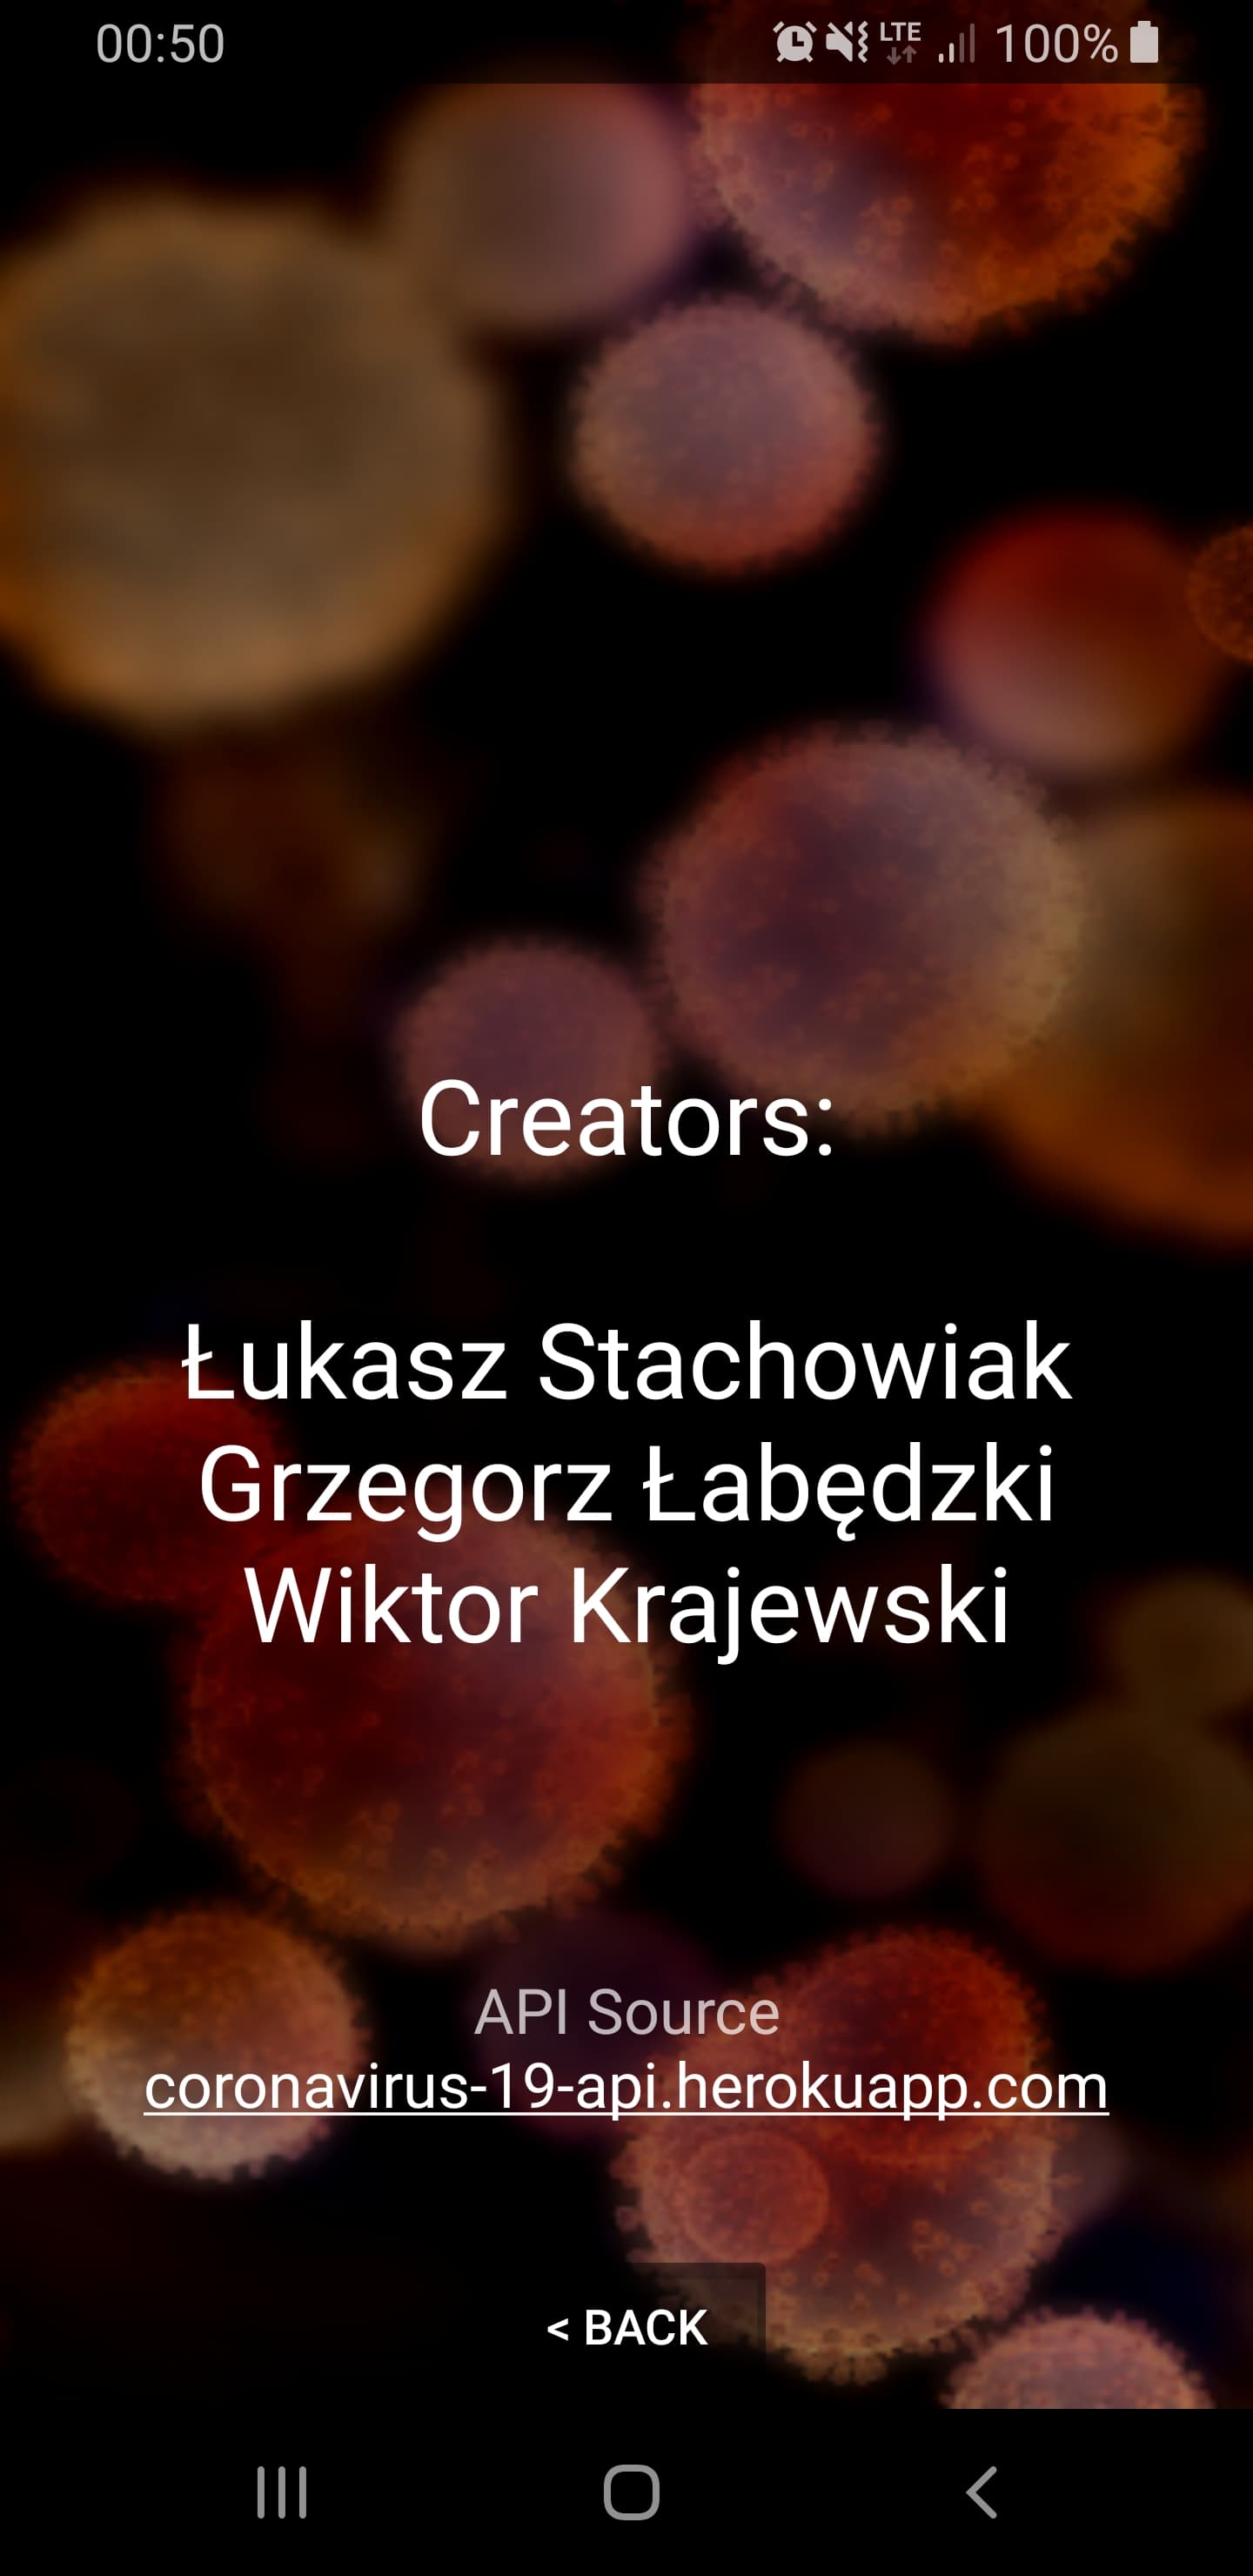 00:50 LTE 100%
Creators:
Łukasz Stachowiak
Grzegorz Łabędzki
Wiktor Krajewski
API Source
coronavirus-19-api.herokuapp.com
< BACK